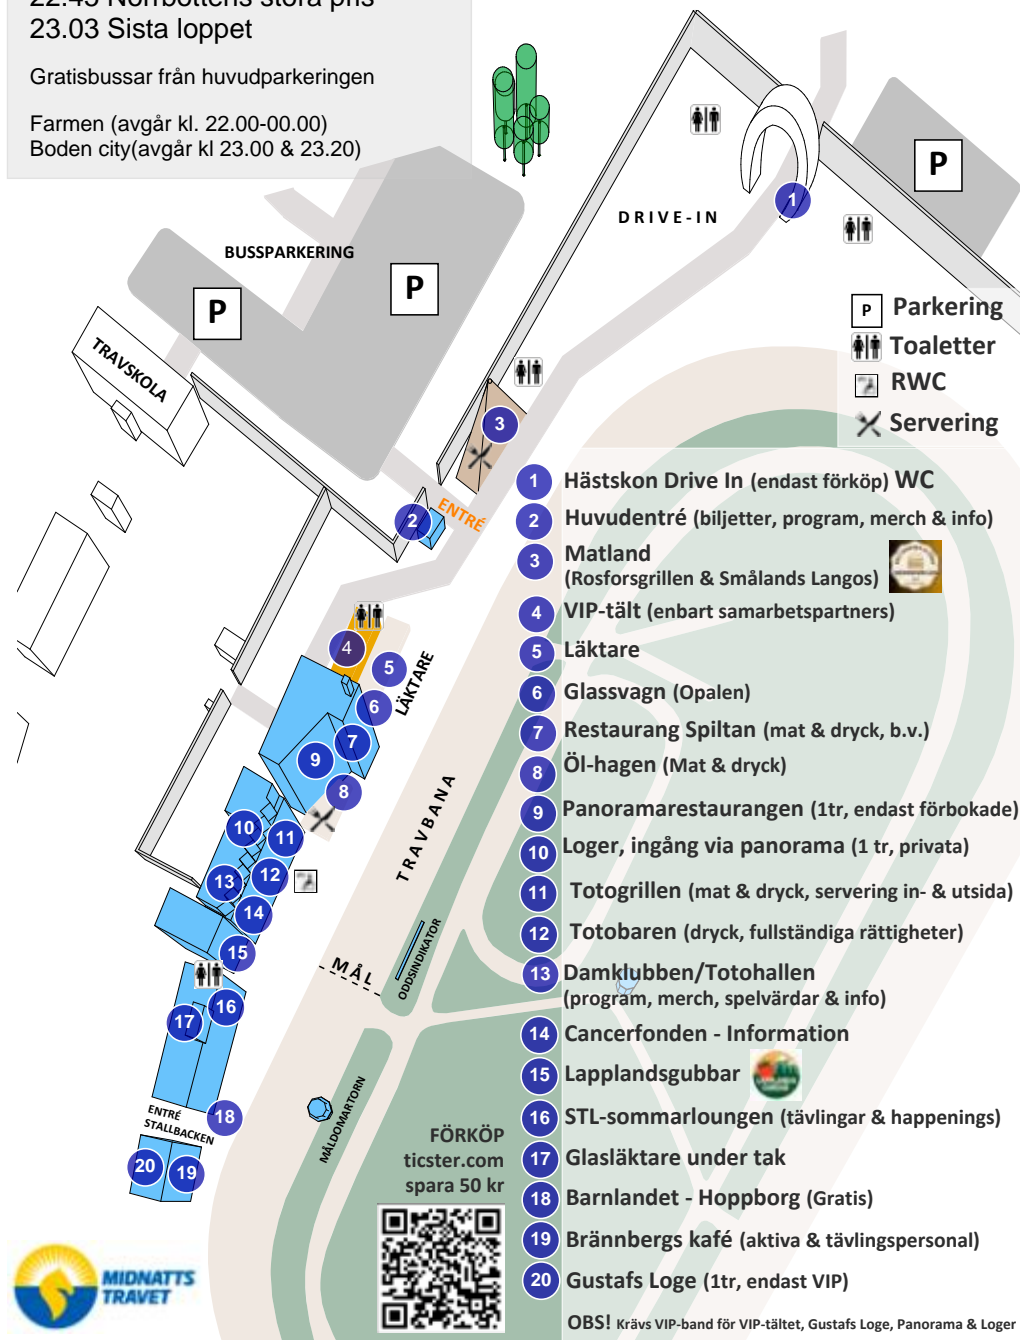 22.45 Norrbottens stora pris
23.03 Sista loppet
Gratisbussar från huvudparkeringen
Farmen (avgår kl. 22.00-00.00)
Boden city(avgår kl 23.00 & 23.20)
BUSSPARKERING
P
P
TRAVSKOLA
DRIVE-IN
P
1
P Parkering
Toaletter
RWC
Servering
3
2
ENTRÉ
4
5
LÄKTARE
6
7
9
8
10
11
12
13
14
15
16
17
18
ENTRÉ
STALLBACKEN
20
19
TRAVBANA
MÅL
ODDSINDIKATOR
MÅLDOMARTORN
1 Hästskon Drive In (endast förköp) WC
2 Huvudentré (biljetter, program, merch & info)
3 Matland
(Rosforsgrillen & Smålands Langos)
4 VIP-tält (enbart samarbetspartners)
5 Läktare
6 Glassvagn (Opalen)
7 Restaurang Spiltan (mat & dryck, b.v.)
8 Öl-hagen (Mat & dryck)
9 Panoramarestaurangen (1tr, endast förbokade)
10 Loger, ingång via panorama (1 tr, privata)
11 Totogrillen (mat & dryck, servering in- & utsida)
12 Totobaren (dryck, fullständiga rättigheter)
13 Damklubben/Totohallen
(program, merch, spelvärdar & info)
14 Cancerfonden - Information
15 Lapplandsgubbar
16 STL-sommarloungen (tävlingar & happenings)
17 Glasläktare under tak
18 Barnlandet - Hoppborg (Gratis)
19 Brännbergs kafé (aktiva & tävlingspersonal)
20 Gustafs Loge (1tr, endast VIP)
OBS! Krävs VIP-band för VIP-tältet, Gustafs Loge, Panorama & Loger
FÖRKÖP
ticster.com
spara 50 kr
MIDNATTS
TRAVET